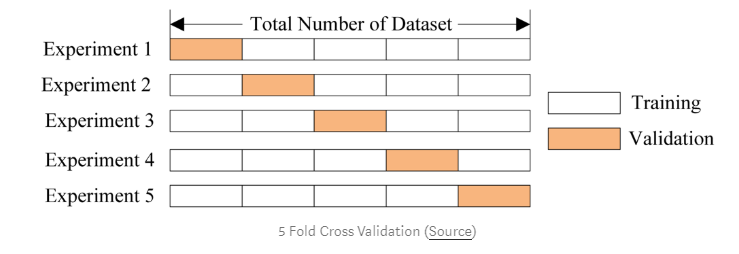 Total Number of Dataset
Experiment 1
Experiment 2
Experiment 3
Experiment 4
Experiment 5
Training
Validation
5 Fold Cross Validation (Source)